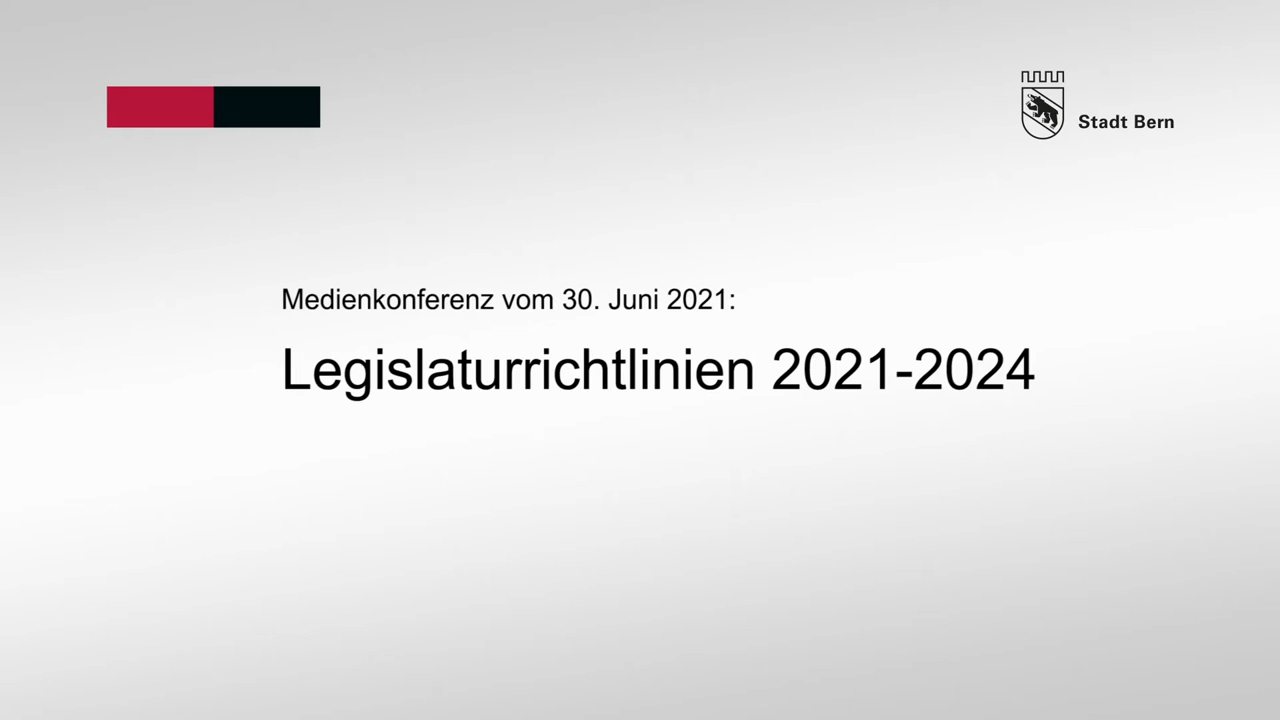 Stadt Bern
Medienkonferenz vom 30. Juni 2021:
Legislaturrichtlinien 2021-2024